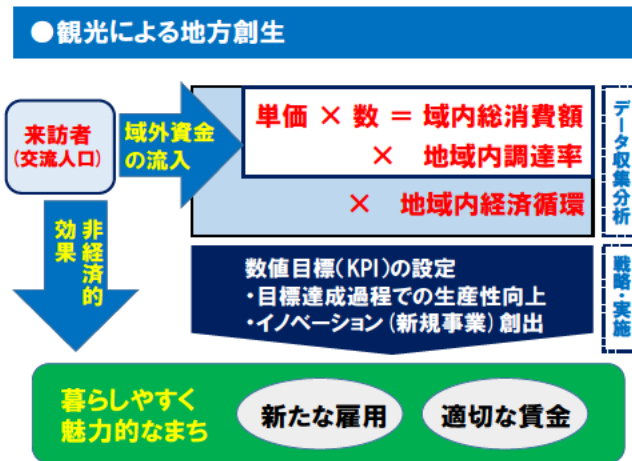 ●観光による地方創生
来訪者
(交流人口)
域外資金
の流入
単価 × 数 = 域内総消費額
× 地域内調達率
× 地域内経済循環
データ収集分析
非経済的
効果
数値目標(KPI)の設定
・目標達成過程での生産性向上
・イノベーション(新規事業)創出
戦略・実施
暮らしやすく
魅力的なまち
新たな雇用
適切な賃金